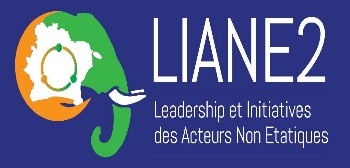 LIANE2
Leadership et Initiatives
des Acteurs Non Etatiques